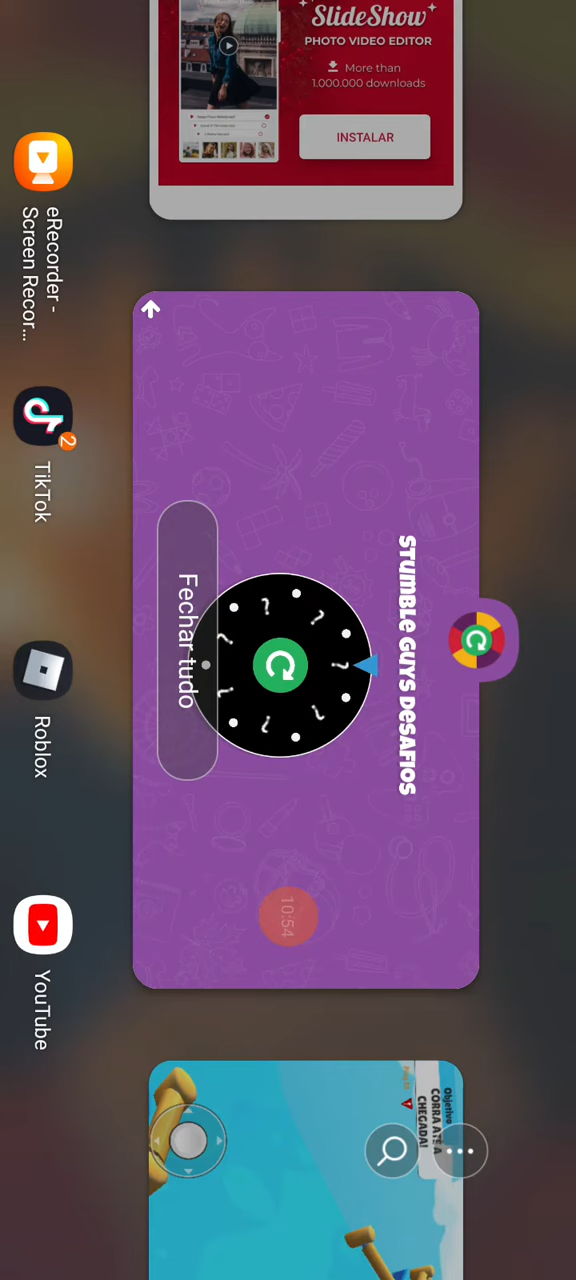 SlideShow
PHOTO VIDEO EDITOR
More than
1.000.000 downloads
INSTALAR
eRecorder -
Screen Recor...
2
TikTok
Roblox
YouTube
STUMBLE GUYS DESAFIOS
? ? ? ? ? ? ?
Fechar tudo
10:54
Objetivo
CORRA ATÉ A
CHEGADA!